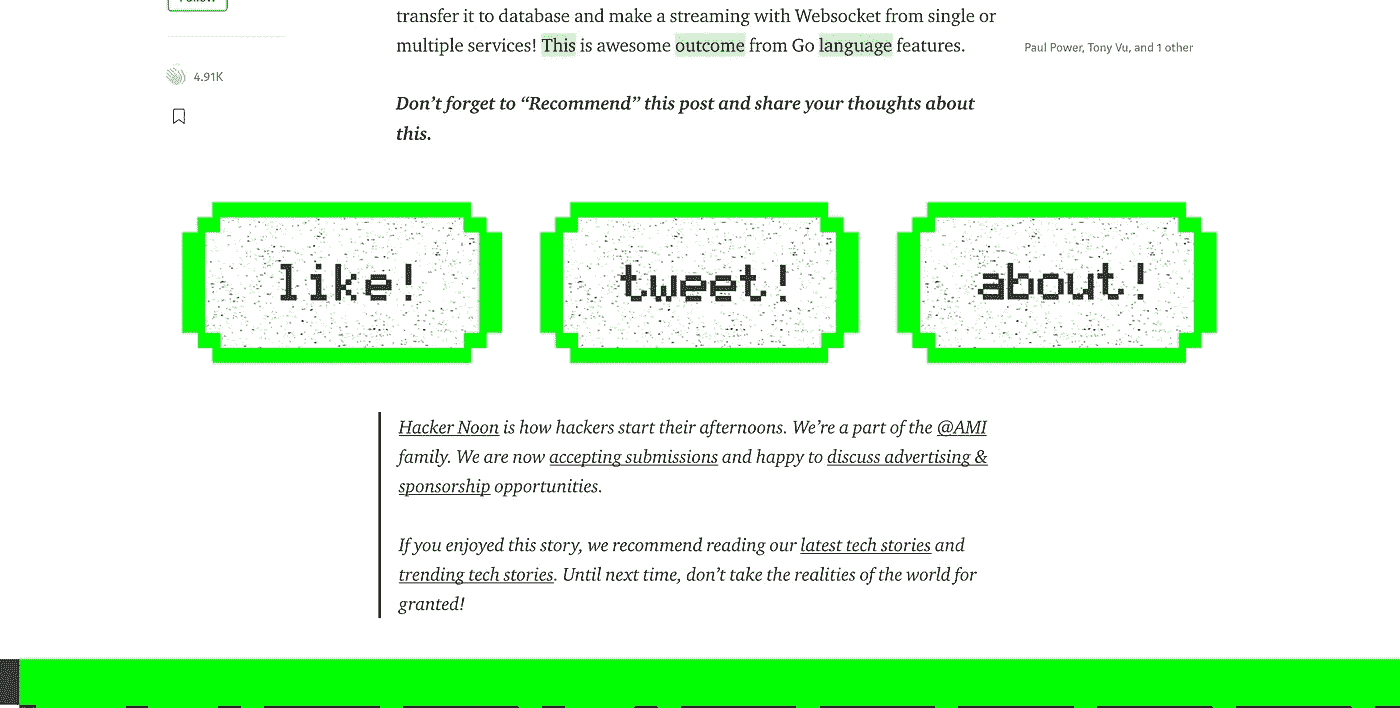 Follow
transfer it to database and make a streaming with Websocket from single or
multiple services! This is awesome outcome from Go language features.
Paul Power, Tony Vu, and 1 other
4.91K
Don’t forget to “Recommend” this post and share your thoughts about
this.
like!
tweet!
about!
Hacker Noon is how hackers start their afternoons. We’re a part of the @AMI
family. We are now accepting submissions and happy to discuss advertising &
sponsorship opportunities.
If you enjoyed this story, we recommend reading our latest tech stories and
trending tech stories. Until next time, don’t take the realities of the world for
granted!